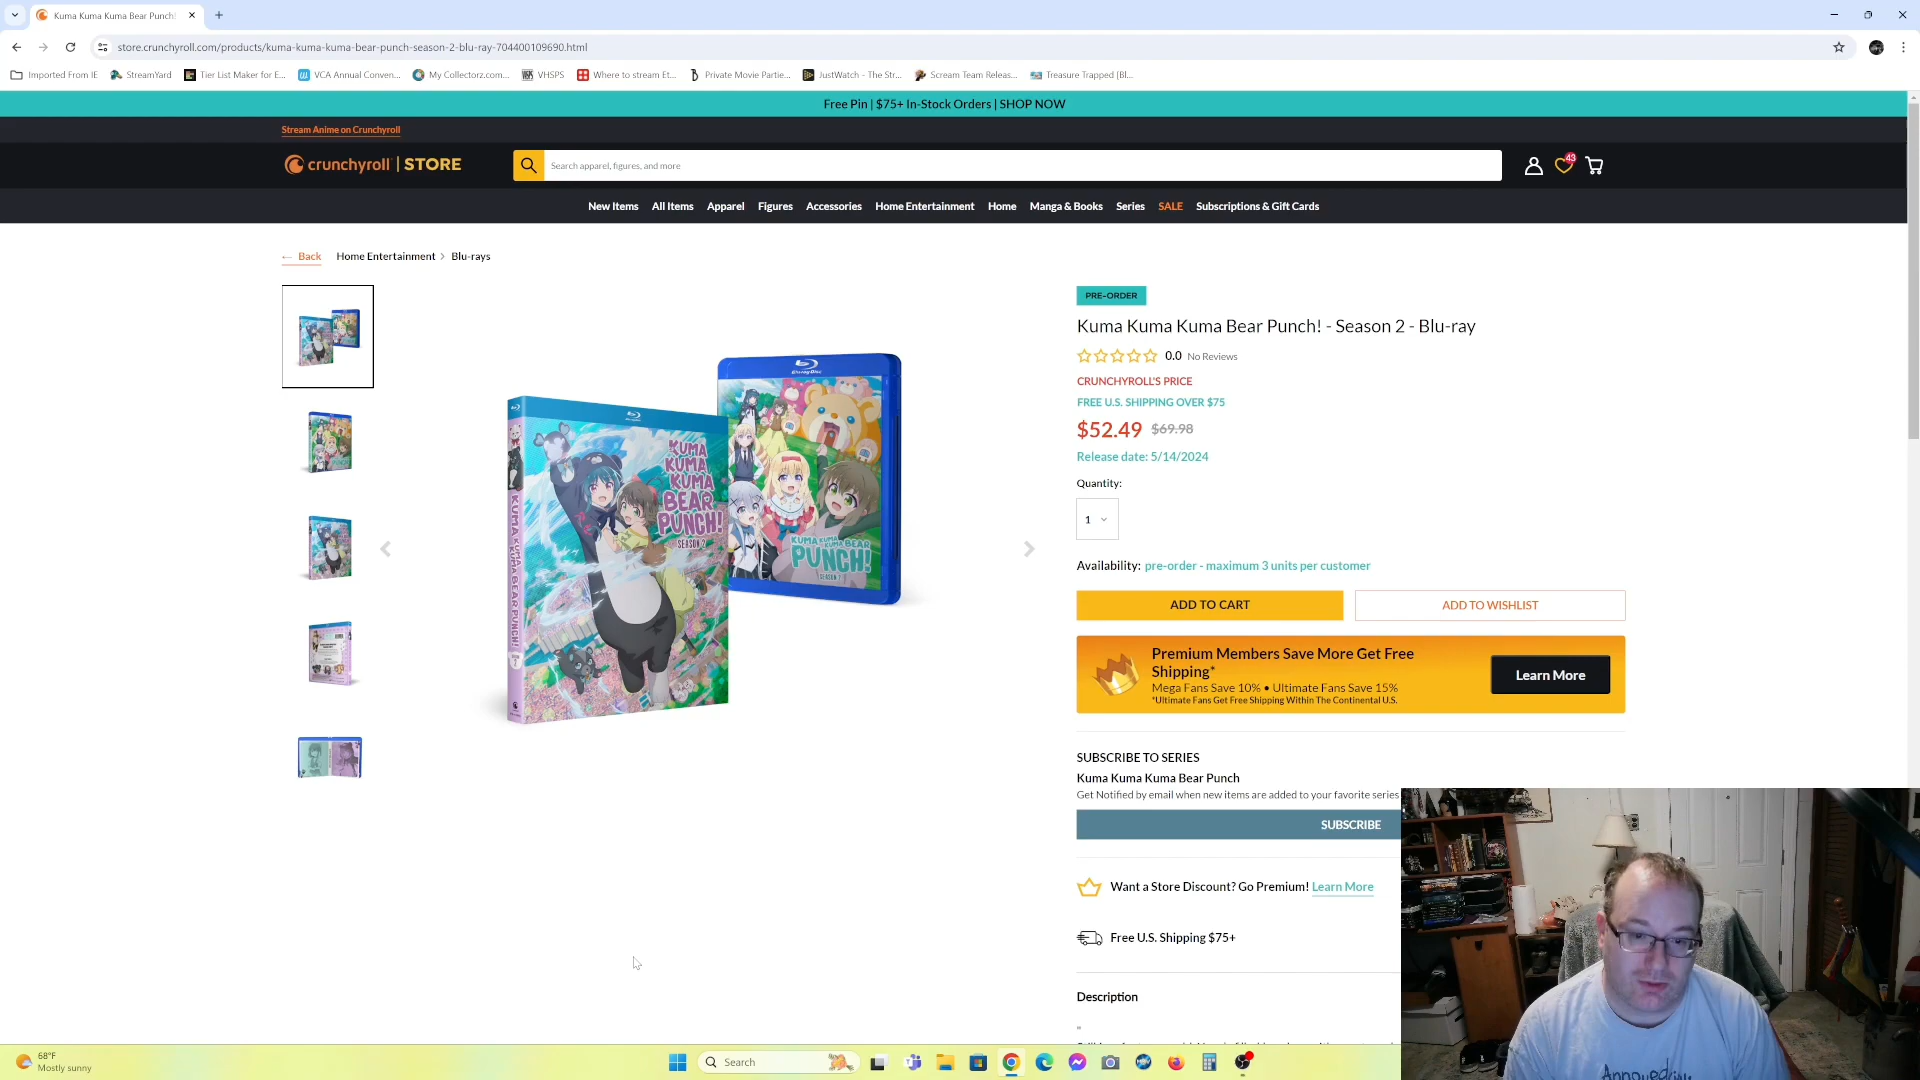 Kuma Kuma Kuma Bear Punch!
store.crunchyroll.com/products/kuma-kuma-kuma-bear-punch-season-2-blu-ray-704400109690.html
Imported From IE StreamYard Tier List Maker for E... VCA Annual Conven... My Collectorz.com... VHSPS Where to stream Et... Private Movie Partie... JustWatch - The Str... Scream Team Releas... Treasure Trapped (Bl...
Free Pin | $75+ In-Stock Orders | SHOP NOW
Stream Anime on Crunchyroll
crunchyroll | STORE
Search apparel, figures, and more
43
New Items All Items Apparel Figures Accessories Home Entertainment Home Manga & Books Series SALE Subscriptions & Gift Cards
← Back Home Entertainment > Blu-rays
PRE-ORDER
Kuma Kuma Kuma Bear Punch! - Season 2 - Blu-ray
0.0 No Reviews
CRUNCHYROLL'S PRICE
FREE U.S. SHIPPING OVER $75
$52.49 $69.98
Release date: 5/14/2024
Quantity:
1
Availability: pre-order - maximum 3 units per customer
ADD TO CART ADD TO WISHLIST
Premium Members Save More Get Free
Shipping*
Mega Fans Save 10% • Ultimate Fans Save 15%
*Ultimate Fans Get Free Shipping Within The Continental U.S.
Learn More
SUBSCRIBE TO SERIES
Kuma Kuma Kuma Bear Punch
Get Notified by email when new items are added to your favorite series
SUBSCRIBE
Want a Store Discount? Go Premium! Learn More
Free U.S. Shipping $75+
Description
"
KUMA
KUMA
KUMA
BEAR
PUNCH!
SEASON 2
KUMA KUMA KUMA BEAR PUNCH!
Blu-ray Disc
KUMA KUMA KUMA BEAR
PUNCH!
SEASON 2
68°F
Mostly sunny
Search